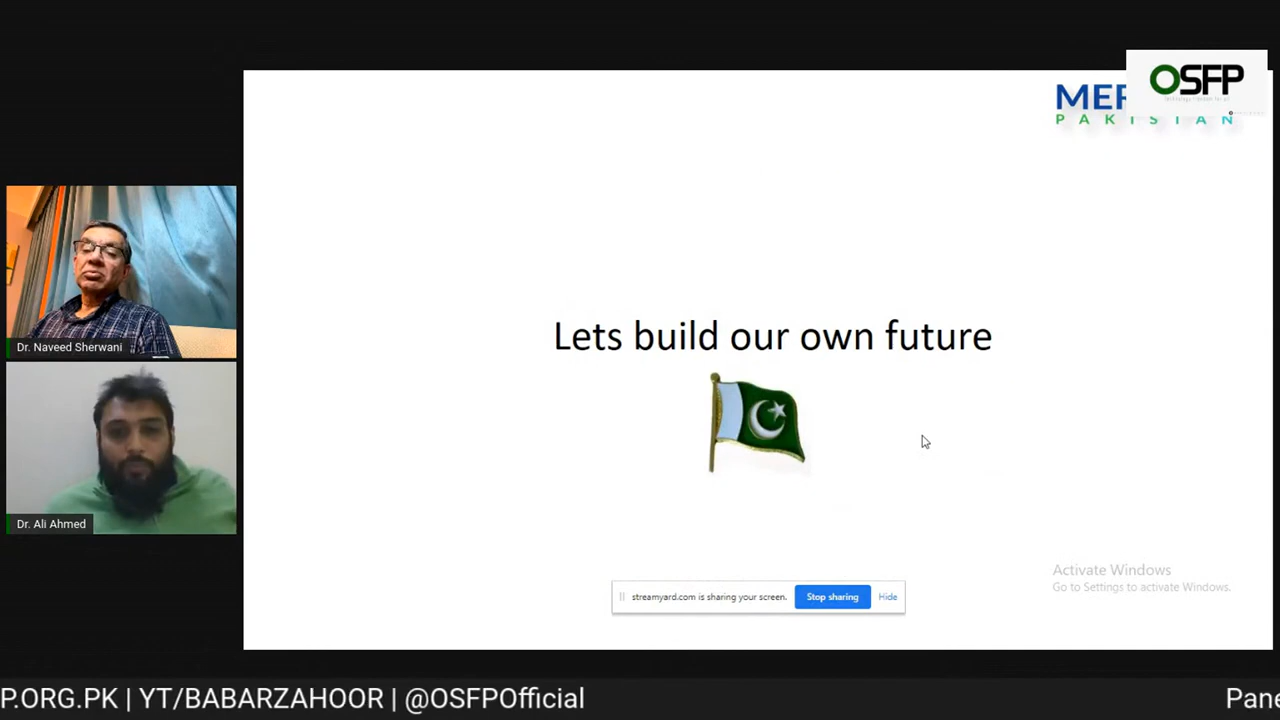 OSFP
MER
PAKISTAN
Dr. Naveed Sherwani
Lets build our own future
Dr. Ali Ahmed
Activate Windows
Go to Settings to activate Windows.
streamyard.com is sharing your screen.
Stop sharing
Hide
P.ORG.PK | YT/BABARZAHOOR | @OSFPOfficial
Pane